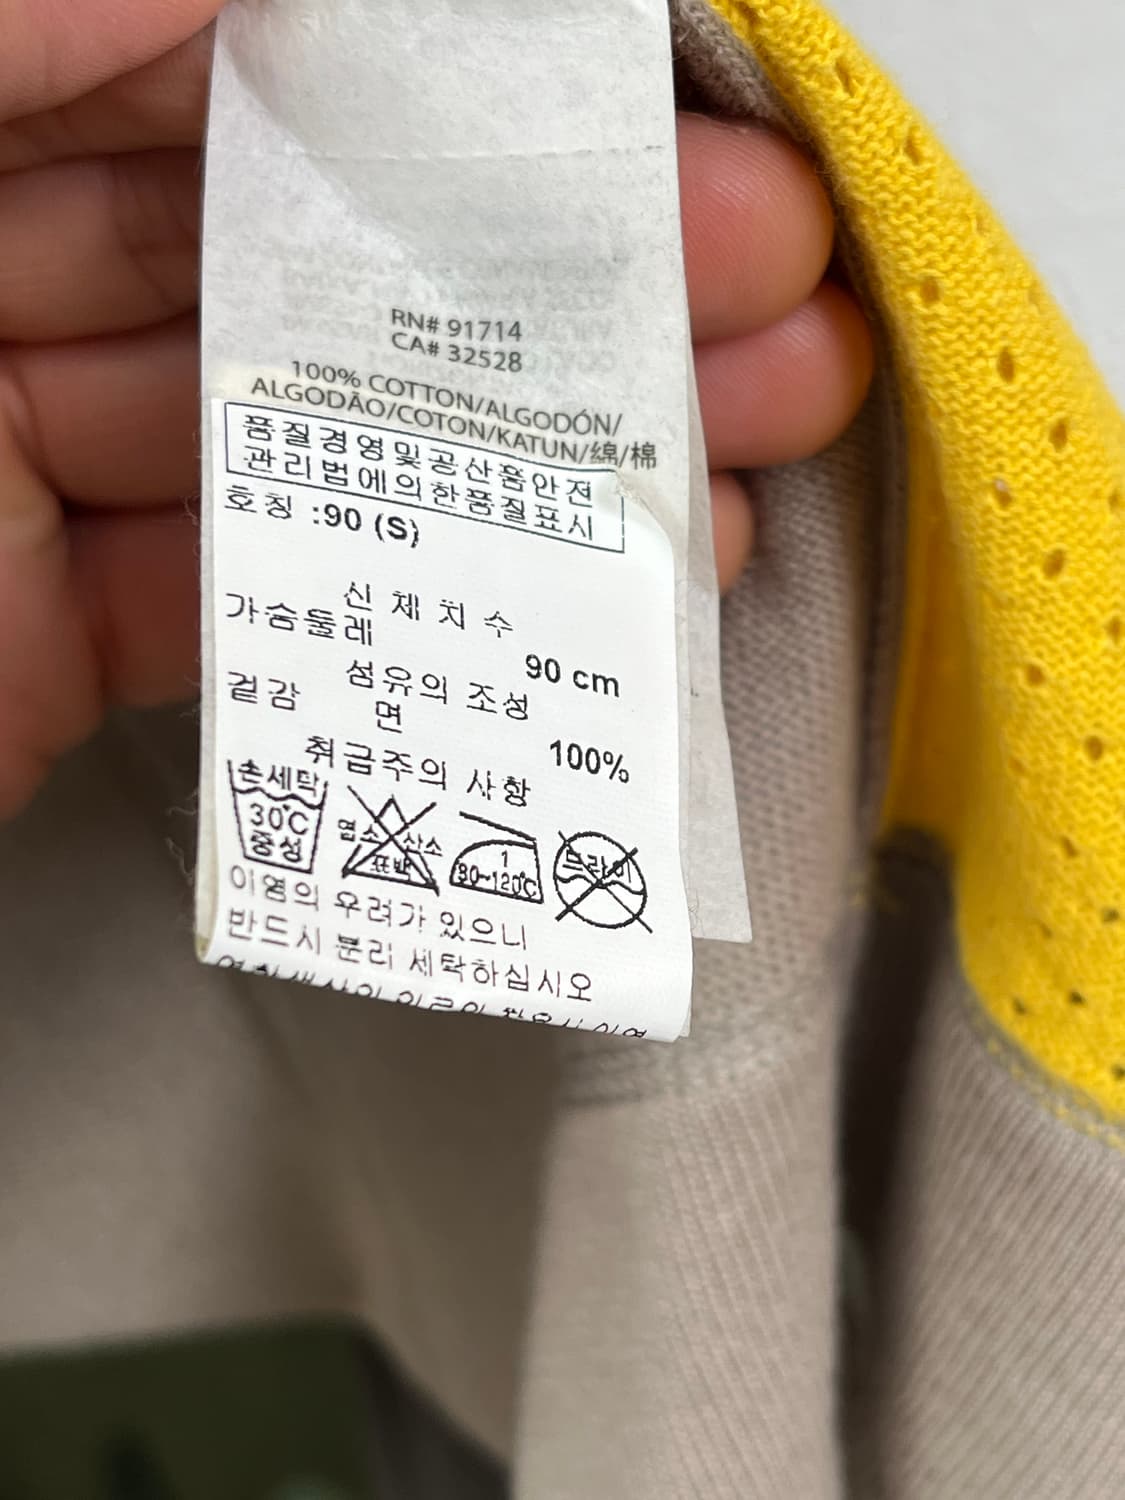 RN# 91714
CA# 32528
100% COTTON/ALGODÓN/
ALGODÃO/COTON/KATUN/綿/棉
품질경영및공산품안전
관리법에의한품질표시
호칭 :90 (S)
신체치수
가슴둘레
90 cm
섬유의 조성
겉감 면
100%
취급주의 사항
손세탁
30℃
중성
염소 산소
표백
1
80~120℃
드라이
이염의 우려가 있으니
반드시 분리 세탁하십시오